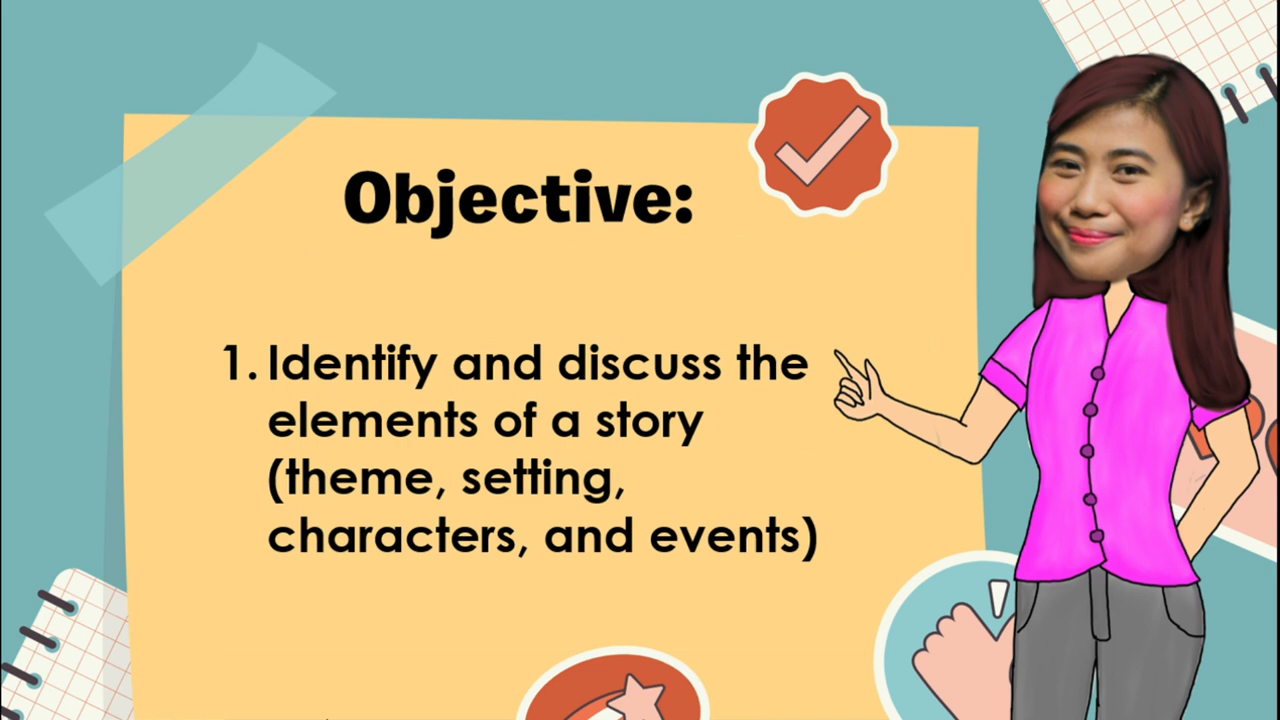 Objective:
1. Identify and discuss the
elements of a story
(theme, setting,
characters, and events)